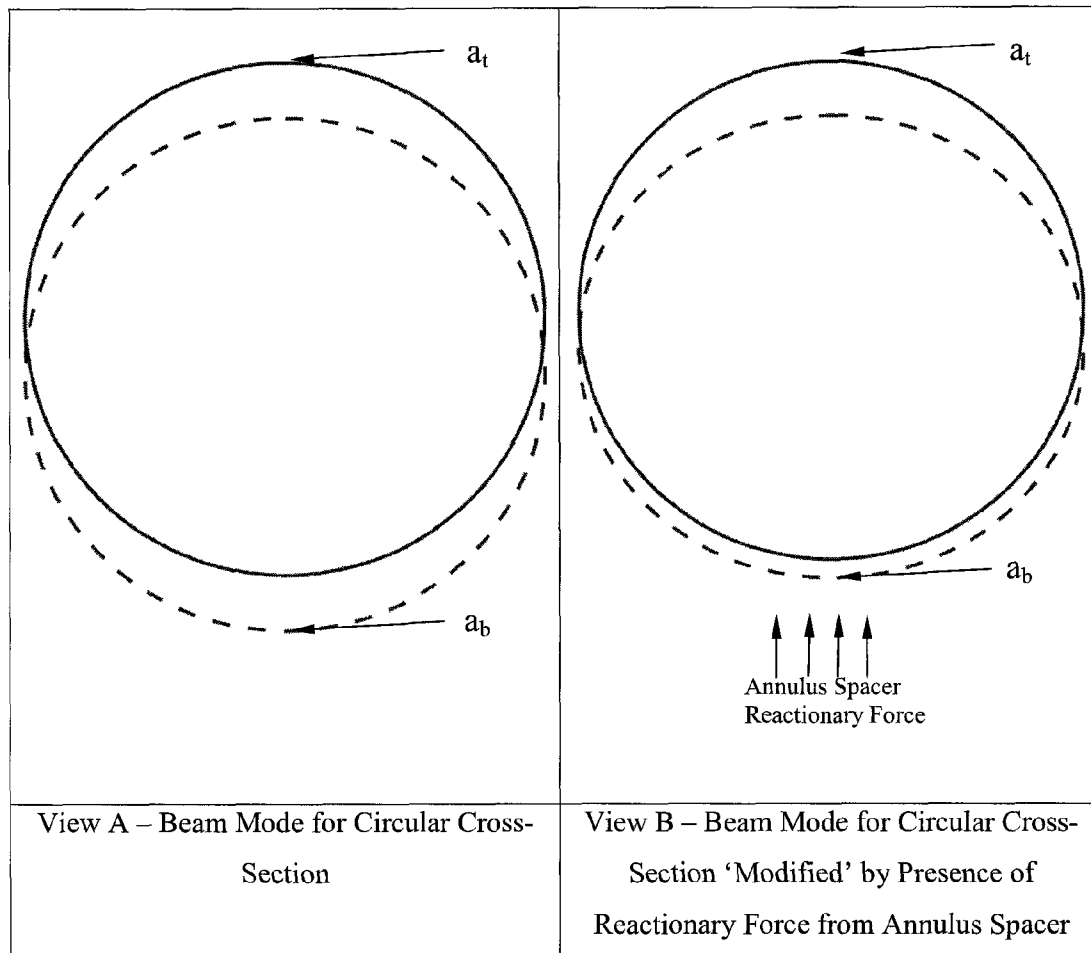 a_t
a_b
View A – Beam Mode for Circular Cross-
Section
a_t
a_b
Annulus Spacer
Reactionary Force
View B – Beam Mode for Circular Cross-
Section ‘Modified’ by Presence of
Reactionary Force from Annulus Spacer